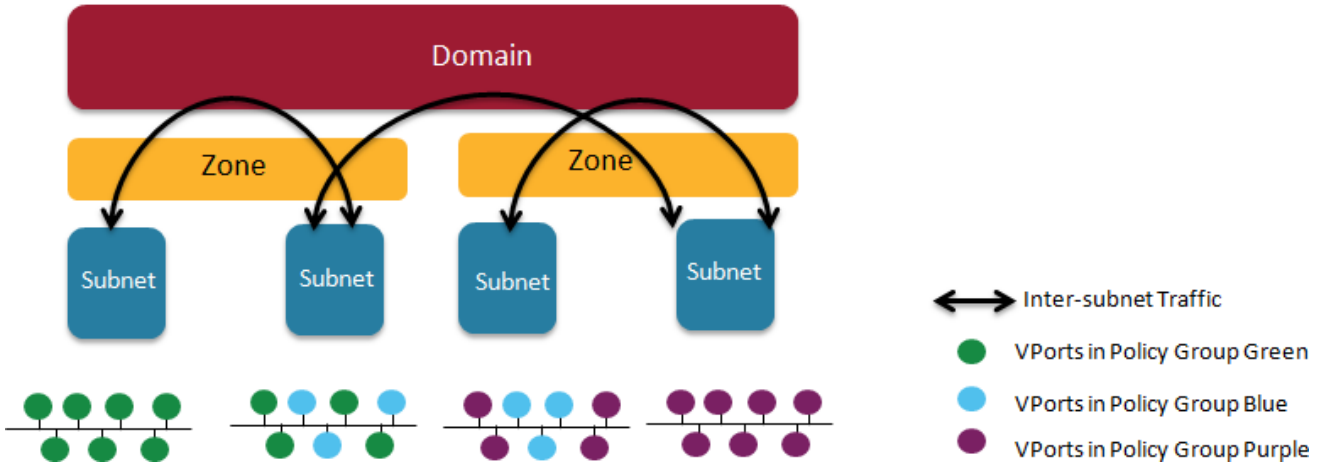 Domain
Zone
Zone
Subnet
Subnet
Subnet
Subnet
Inter-subnet Traffic
VPorts in Policy Group Green
VPorts in Policy Group Blue
VPorts in Policy Group Purple